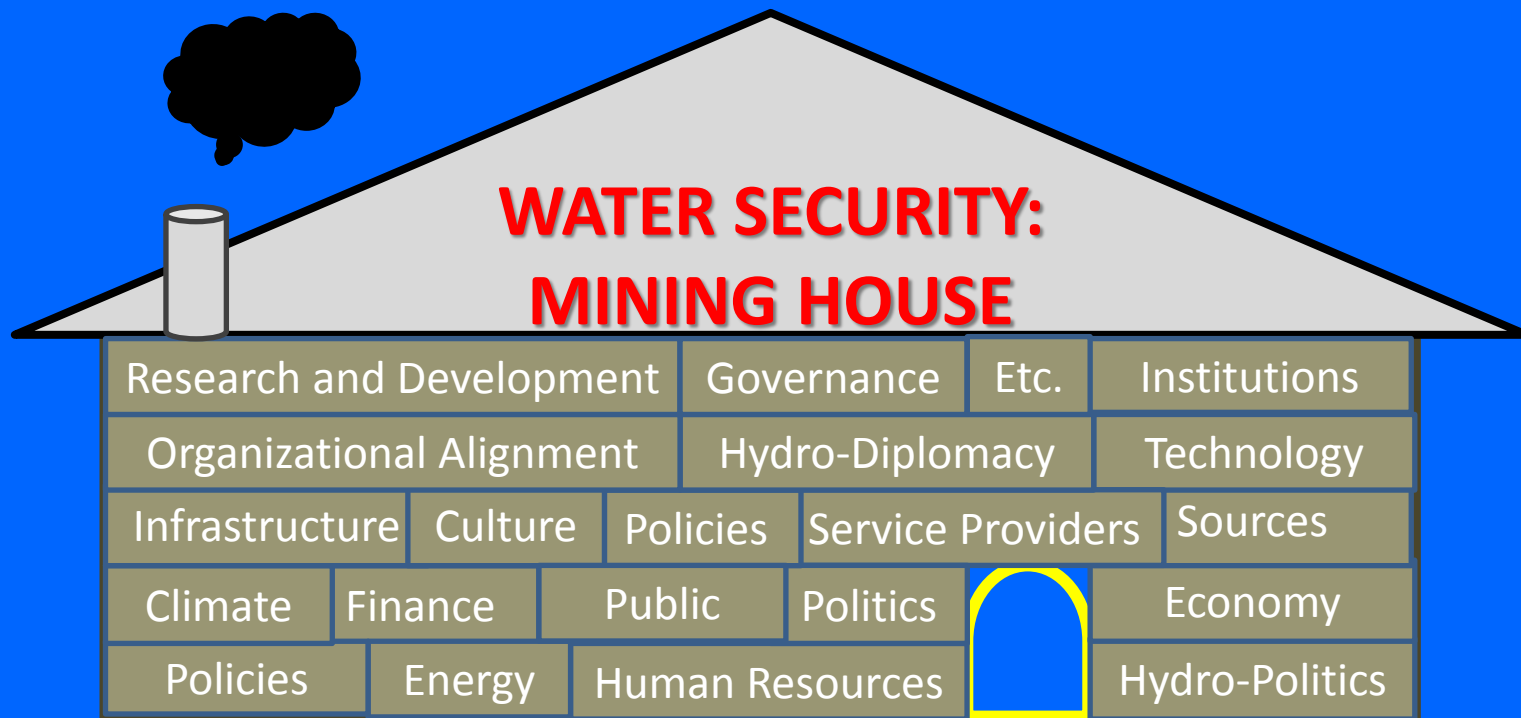 WATER SECURITY:
MINING HOUSE
Research and Development Governance Etc. Institutions
Organizational Alignment Hydro-Diplomacy Technology
Infrastructure Culture Policies Service Providers Sources
Climate Finance Public Politics Economy
Policies Energy Human Resources Hydro-Politics